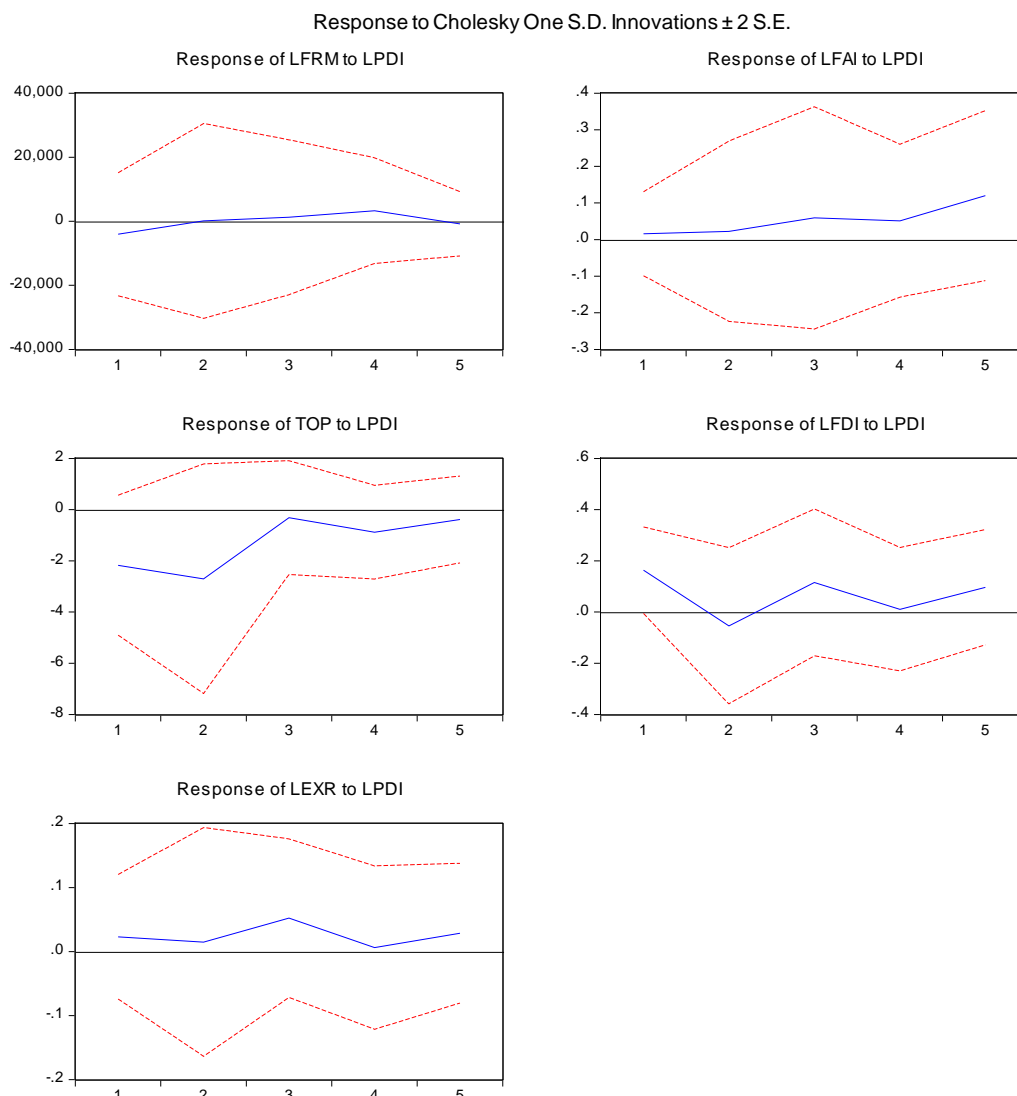 Response to Cholesky One S.D. Innovations ± 2 S.E.
Response of LFRM to LPDI
40,000
20,000
0
-20,000
-40,000
1 2 3 4 5
Response of LFAI to LPDI
.4
.3
.2
.1
.0
-.1
-.2
-.3
1 2 3 4 5
Response of TOP to LPDI
2
0
-2
-4
-6
-8
1 2 3 4 5
Response of LFDI to LPDI
.6
.4
.2
.0
-.2
-.4
1 2 3 4 5
Response of LEXR to LPDI
.2
.1
.0
-.1
-.2
1 2 3 4 5